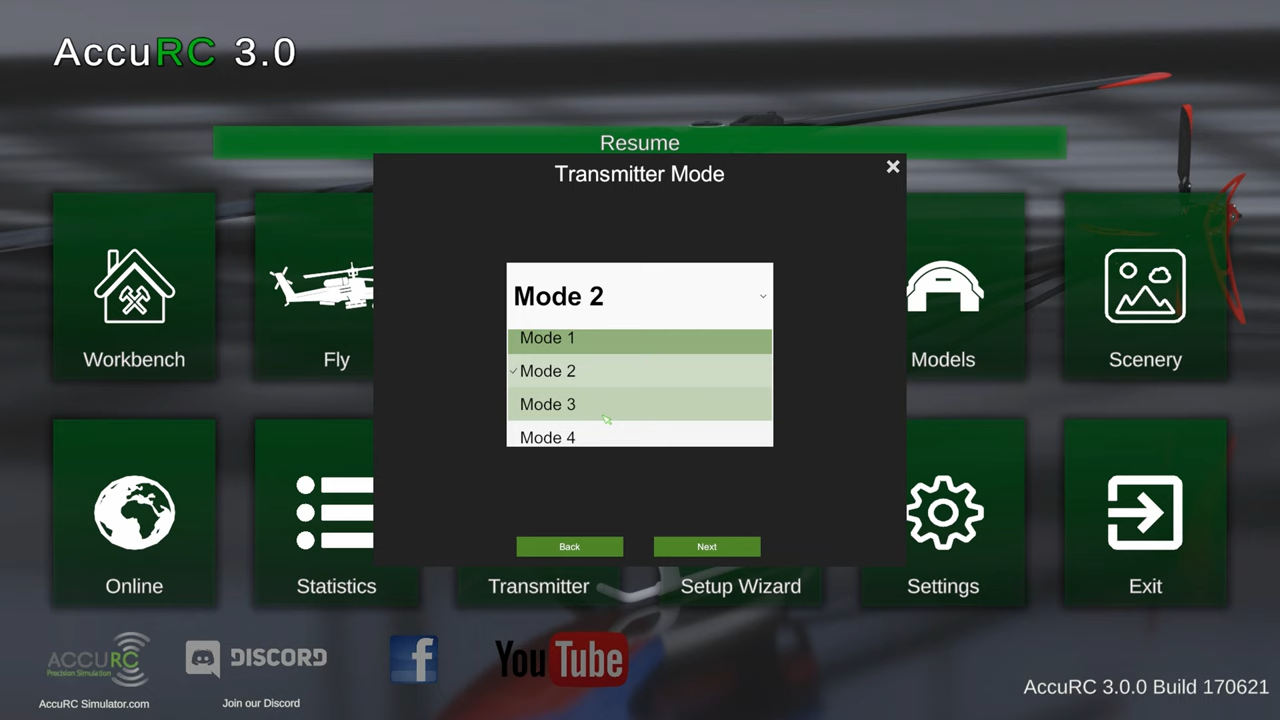 AccuRC 3.0
Resume
Transmitter Mode
Mode 2
Mode 1
Mode 2
Mode 3
Mode 4
Back
Next
Workbench
Fly
Models
Scenery
Online
Statistics
Transmitter
Setup Wizard
Settings
Exit
ACCURC
Precision Simulation
AccuRC Simulator.com
DISCORD
Join our Discord
f
YouTube
AccuRC 3.0.0 Build 170621